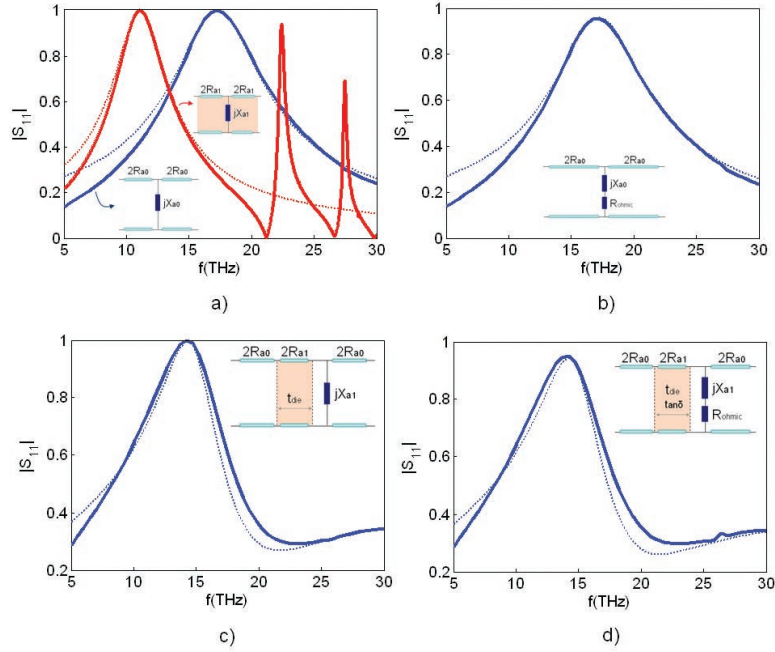 1
0.8
0.6
0.4
0.2
0
|S11|
2Ra1 2Ra1
jXa1
2Ra0 2Ra0
jXa0
5 10 15 20 25 30
f(THz)
a)
1
0.8
0.6
0.4
0.2
0
|S11|
2Ra0 2Ra0
jXa0
Rohmic
5 10 15 20 25 30
f(THz)
b)
1
0.8
0.6
0.4
0.2
|S11|
2Ra0 2Ra1 2Ra0
tdie
jXa1
5 10 15 20 25 30
f(THz)
c)
1
0.8
0.6
0.4
0.2
|S11|
2Ra0 2Ra1 2Ra0
tdie
tanδ
jXa1
Rohmic
5 10 15 20 25 30
f(THz)
d)